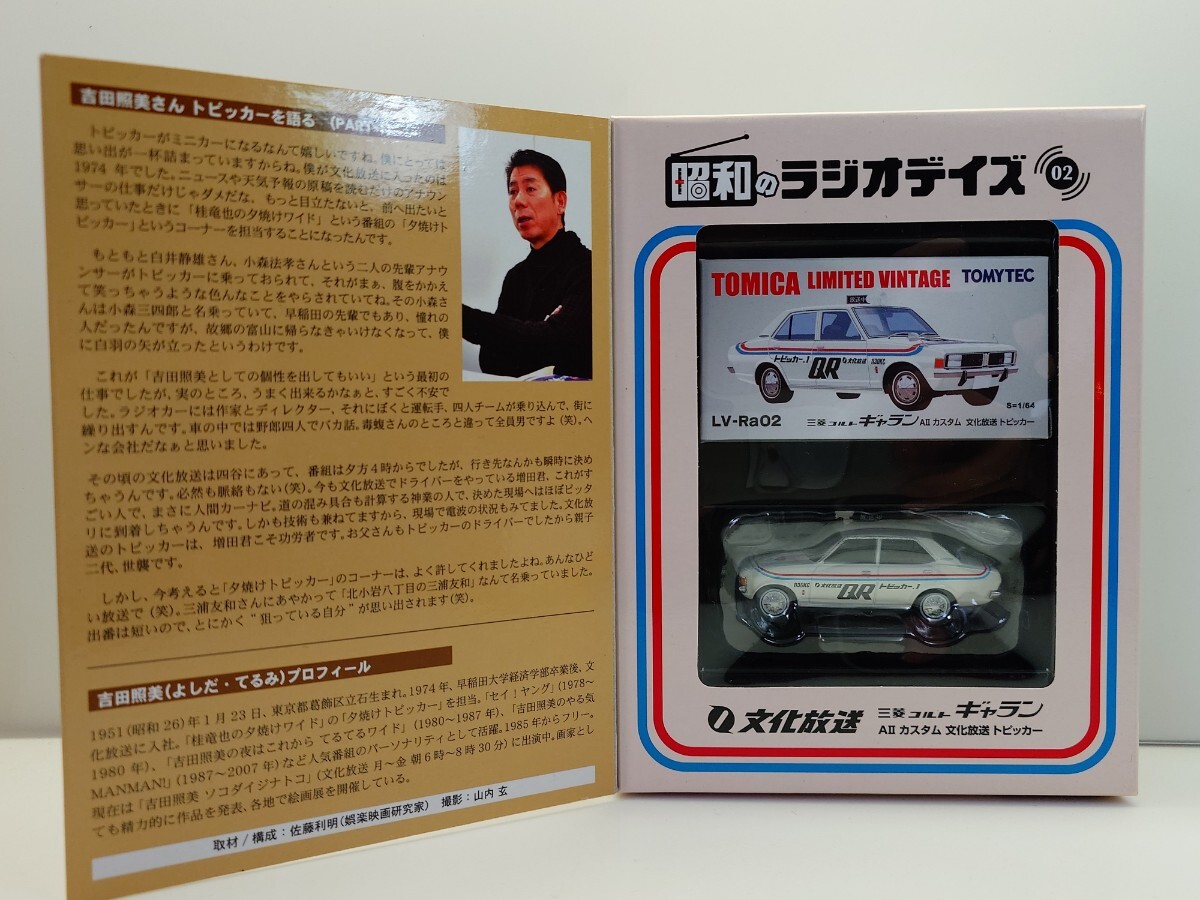 吉田照美さん トピッカーを語る (PART
トピッカーがミニカーになるなんて嬉しいですね。僕にとっては
思い出が一杯詰まっていますからね。僕が文化放送に入ったのは
1974年でした。ニュースや天気予報の原稿を読むだけのアナウン
サーの仕事だけじゃダメだな、もっと目立たないと、前へ出たいと
思っていたときに「桂竜也の夕焼けワイド」という番組の「夕焼けト
ピッカー」というコーナーを担当することになったんです。
もともと白井静雄さん、小森法孝さんという二人の先輩アナウ
ンサーがトピッカーに乗っておられて、それがまぁ、腹をかかえ
て笑っちゃうような色んなことをやらされていてね。その小森さ
んは小森三四郎と名乗っていて、早稲田の先輩でもあり、憧れの
人だったんですが、故郷の富山に帰らなきゃいけなくなって、僕
に白羽の矢が立ったというわけです。
これが「吉田照美としての個性を出してもいい」という最初の
仕事でしたが、実のところ、うまく出来るかなぁと、すごく不安で
した。ラジオカーには作家とディレクター、それにぼくと運転手、四人チームが乗り込んで、街に
繰り出すんです。車の中では野郎四人でバカ話。毒蝮さんのところと違って全員男ですよ(笑)。ヘ
ンな会社だなぁと思いました。
その頃の文化放送は四谷にあって、番組は夕方4時からでしたが、行き先なんかも瞬時に決め
ちゃうんです。必然も脈絡もない(笑)。今も文化放送でドライバーをやっている増田君、これがす
ごい人で、まさに人間カーナビ。道の混み具合も計算する神業の人で、決めた現場へはほぼピッタ
リに到着しちゃうんです。しかも技術も兼ねてますから、現場で電波の状況もみてました。文化放
送のトピッカーは、増田君こそ功労者です。お父さんもトピッカーのドライバーでしたから親子
二代、世襲です。
しかし、今考えると「夕焼けトピッカー」のコーナーは、よく許してくれましたよね。あんなひど
い放送で(笑)。三浦友和さんにあやかって「北小岩八丁目の三浦友和」なんて名乗っていました。
出番は短いので、とにかく“狙っている自分”が思い出されます(笑)。
吉田照美(よしだ・てるみ)プロフィール
1951(昭和26)年1月23日、東京都葛飾区立石生まれ。1974年、早稲田大学経済学部卒業後、文
化放送に入社。「桂竜也の夕焼けワイド」の「夕焼けトピッカー」を担当。「セイ!ヤング」(1978~
1980年)、「吉田照美の夜はこれから てるてるワイド」(1980~1987年)、「吉田照美のやる気
MANMAN!」(1987~2007年)など人気番組のパーソナリティとして活躍。1985年からフリー。
現在は「吉田照美 ソコダイジナトコ」(文化放送 月~金 朝6時~8時30分)に出演中。画家とし
ても精力的に作品を発表、各地で絵画展を開催している。
取材/構成:佐藤利明(娯楽映画研究家) 撮影:山内 玄
昭和のラジオデイズ 02
TOMICA LIMITED VINTAGE TOMYTEC
放送中
トピッカー.1 QR 文化放送 1130KC
S=1/64
LV-Ra02 三菱 コルト ギャラン AII カスタム 文化放送 トピッカー
1130KC 文化放送 QR トピッカー.1
文化放送 三菱 コルト ギャラン
AII カスタム 文化放送 トピッカー